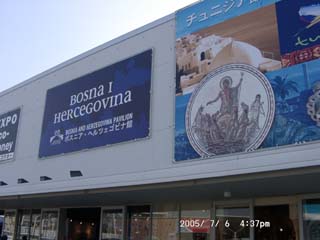 EXPO
oney
BOSNA I
HERCEGOVINA
BOSNIA AND HERZEGOVINA PAVILION
ボスニア・ヘルツェゴビナ館
チュニジア
2005/ 7/ 6 4:37PM